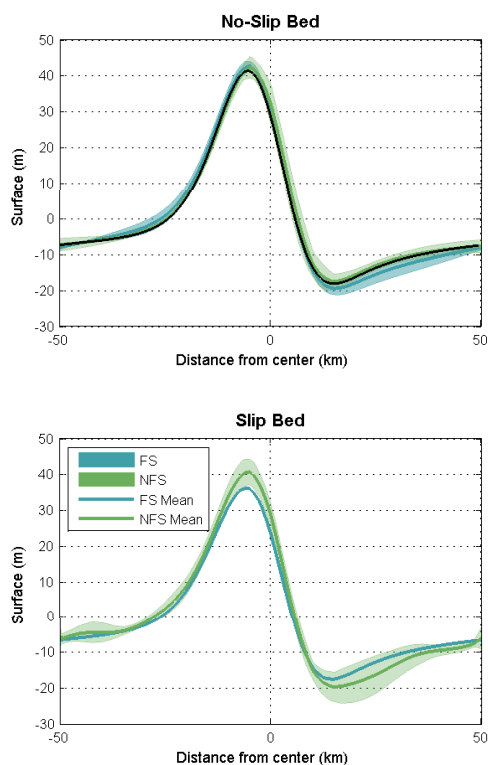 No-Slip Bed
50
40
30
20
10
0
-10
-20
-30
Surface (m)
-50 0 50
Distance from center (km)
Slip Bed
50
40
30
20
10
0
-10
-20
-30
Surface (m)
FS
NFS
FS Mean
NFS Mean
-50 0 50
Distance from center (km)